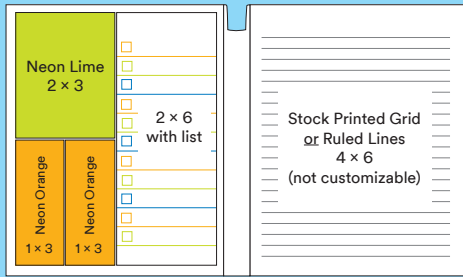 Neon Lime
2 × 3
Neon Orange
1 × 3
Neon Orange
1 × 3
2 × 6
with list
Stock Printed Grid
or Ruled Lines
4 × 6
(not customizable)